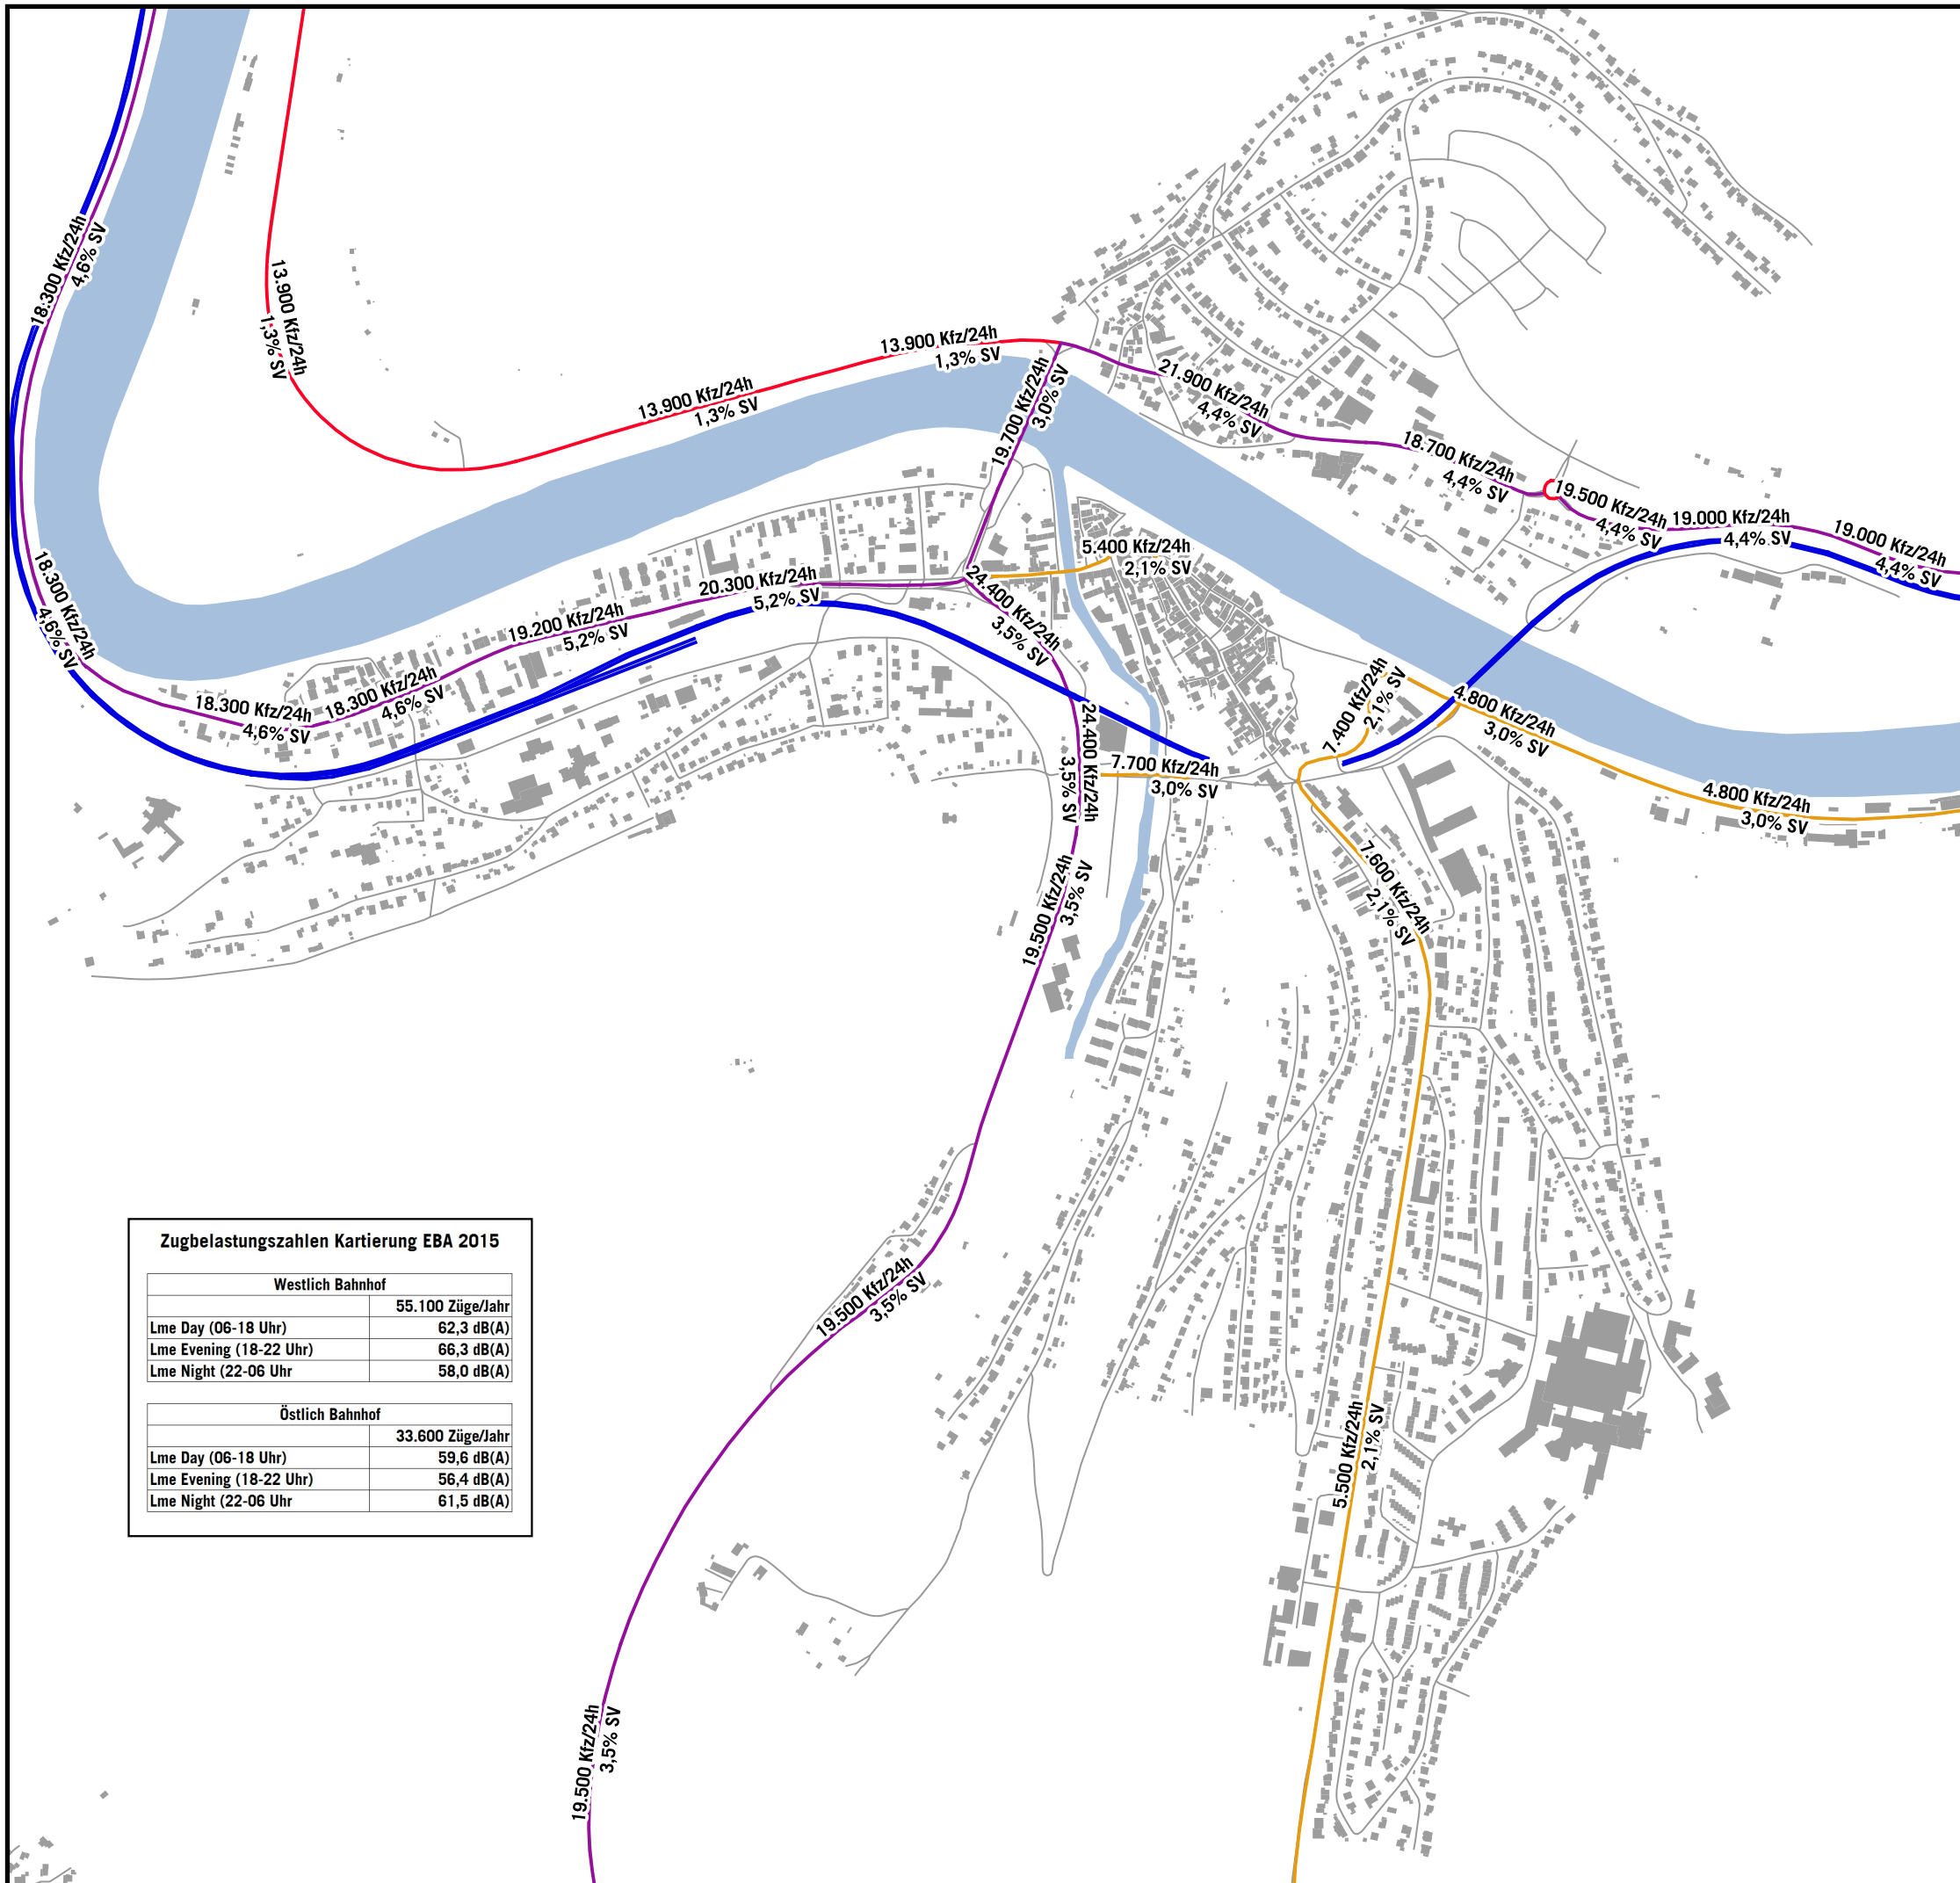 18.300 Kfz/24h
4,6% SV
13.900 Kfz/24h
1,3% SV
13.900 Kfz/24h
1,3% SV
13.900 Kfz/24h
1,3% SV
19.700 Kfz/24h
3,0% SV
21.900 Kfz/24h
4,4% SV
18.700 Kfz/24h
4,4% SV
19.500 Kfz/24h
4,4% SV
19.000 Kfz/24h
4,4% SV
19.000 Kfz/24h
4,4% SV
18.300 Kfz/24h
4,6% SV
18.300 Kfz/24h
4,6% SV
18.300 Kfz/24h
4,6% SV
19.200 Kfz/24h
5,2% SV
20.300 Kfz/24h
5,2% SV
5.400 Kfz/24h
2,1% SV
24.400 Kfz/24h
3,5% SV
24.400 Kfz/24h
3,5% SV
7.700 Kfz/24h
3,0% SV
7.400 Kfz/24h
2,1% SV
4.800 Kfz/24h
3,0% SV
4.800 Kfz/24h
3,0% SV
7.600 Kfz/24h
2,1% SV
19.500 Kfz/24h
3,5% SV
19.500 Kfz/24h
3,5% SV
5.500 Kfz/24h
2,1% SV
19.500 Kfz/24h
3,5% SV
Zugbelastungszahlen Kartierung EBA 2015
Westlich Bahnhof
55.100 Züge/Jahr
Lme Day (06-18 Uhr) 62,3 dB(A)
Lme Evening (18-22 Uhr) 66,3 dB(A)
Lme Night (22-06 Uhr 58,0 dB(A)
Östlich Bahnhof
33.600 Züge/Jahr
Lme Day (06-18 Uhr) 59,6 dB(A)
Lme Evening (18-22 Uhr) 56,4 dB(A)
Lme Night (22-06 Uhr 61,5 dB(A)